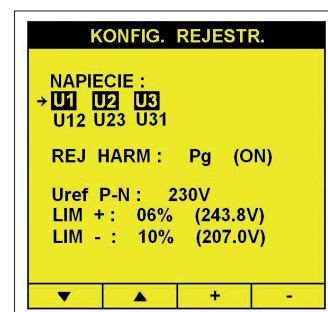 KONFIG. REJESTR.
NAPIECIE :
→ U1 U2 U3
U12 U23 U31
REJ HARM : Pg (ON)
Uref P-N : 230V
LIM + : 06% (243.8V)
LIM - : 10% (207.0V)
▼ ▲ + -